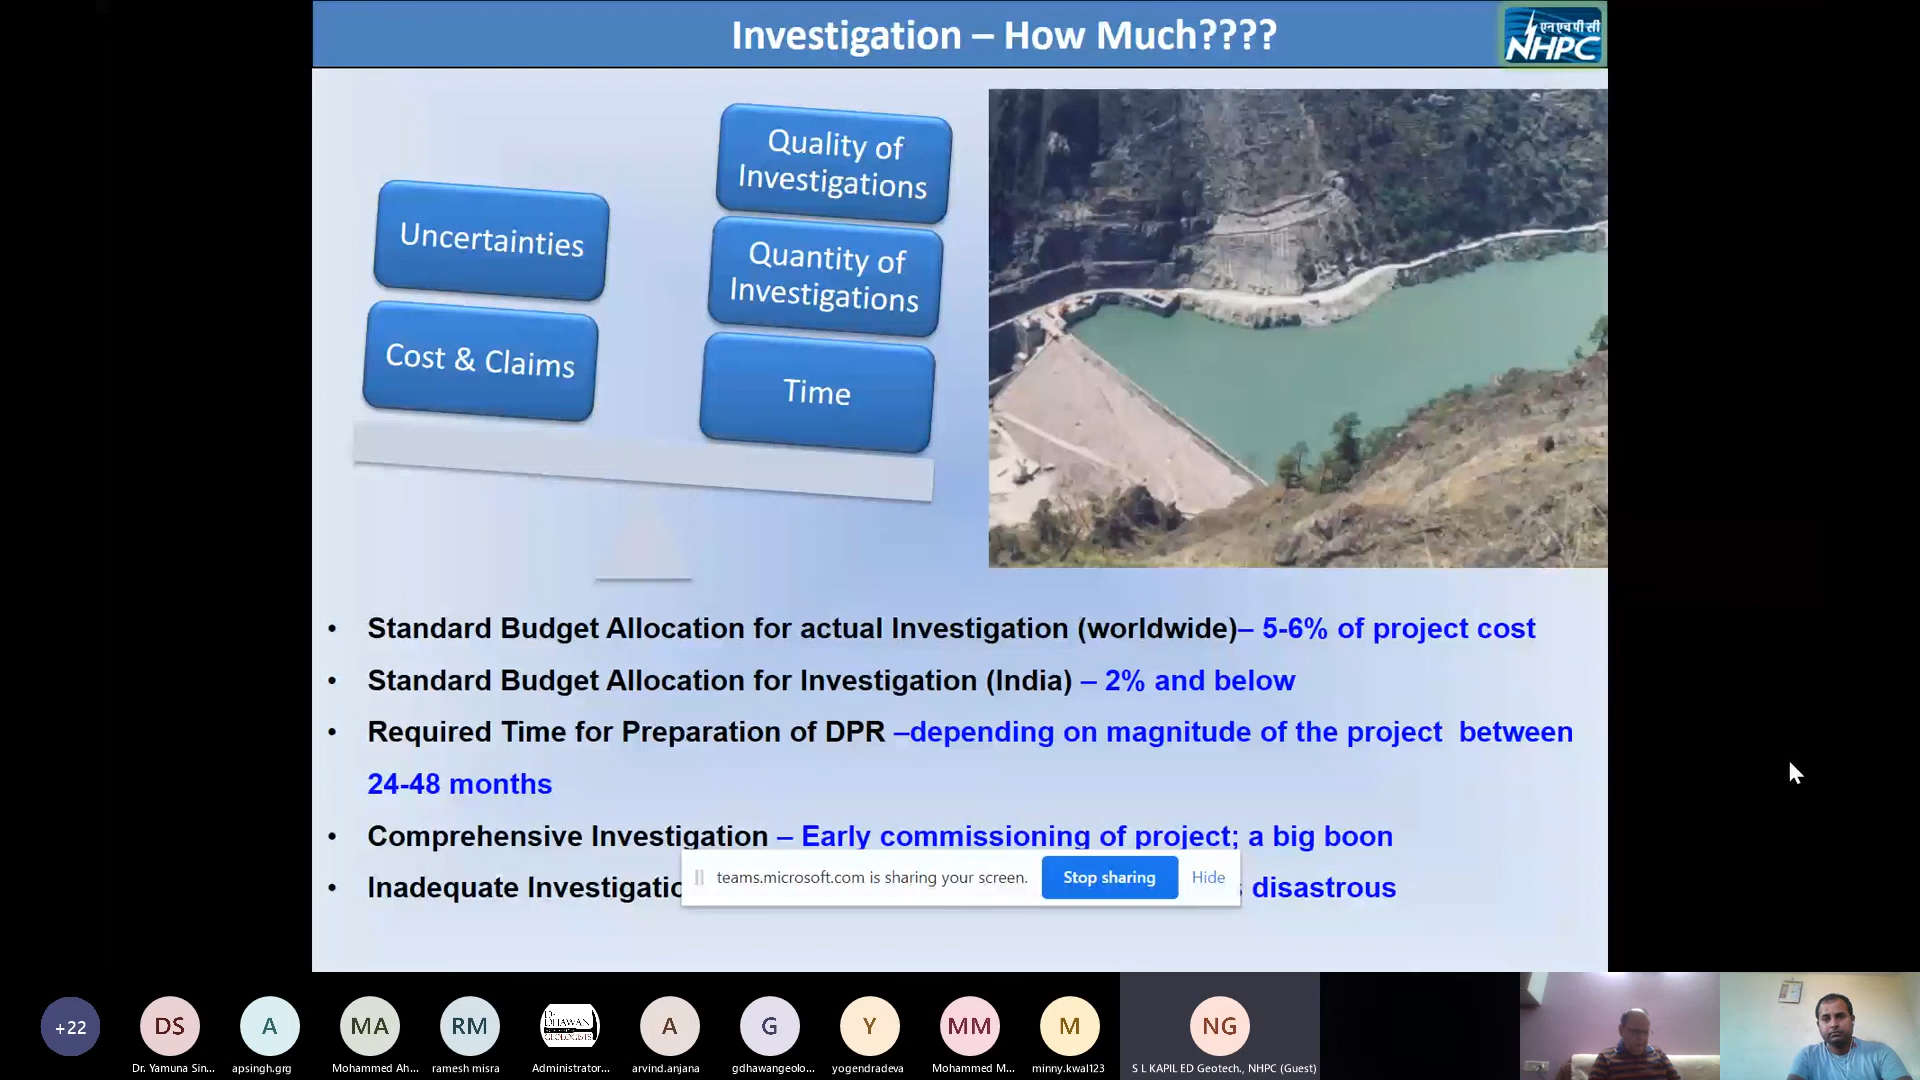 Investigation – How Much????
एनएचपीसी
NHPC
Quality of
Investigations
Uncertainties
Quantity of
Investigations
Cost & Claims
Time
• Standard Budget Allocation for actual Investigation (worldwide)– 5-6% of project cost
• Standard Budget Allocation for Investigation (India) – 2% and below
• Required Time for Preparation of DPR –depending on magnitude of the project between
24-48 months
• Comprehensive Investigation – Early commissioning of project; a big boon
• Inadequate disastrous
teams.microsoft.com is sharing your screen.
Stop sharing
Hide
+22
DS
A
MA
RM
DHAWAN
GEOLOGISTS
A
G
Y
MM
M
NG
Dr. Yamuna Sin...
apsingh.grg
Mohammed Ah...
ramesh misra
Administrator...
arvind.anjana
gdhawangeolo...
yogendradeva
Mohammed M...
minny.kwal123
S L KAPIL ED Geotech., NHPC (Guest)